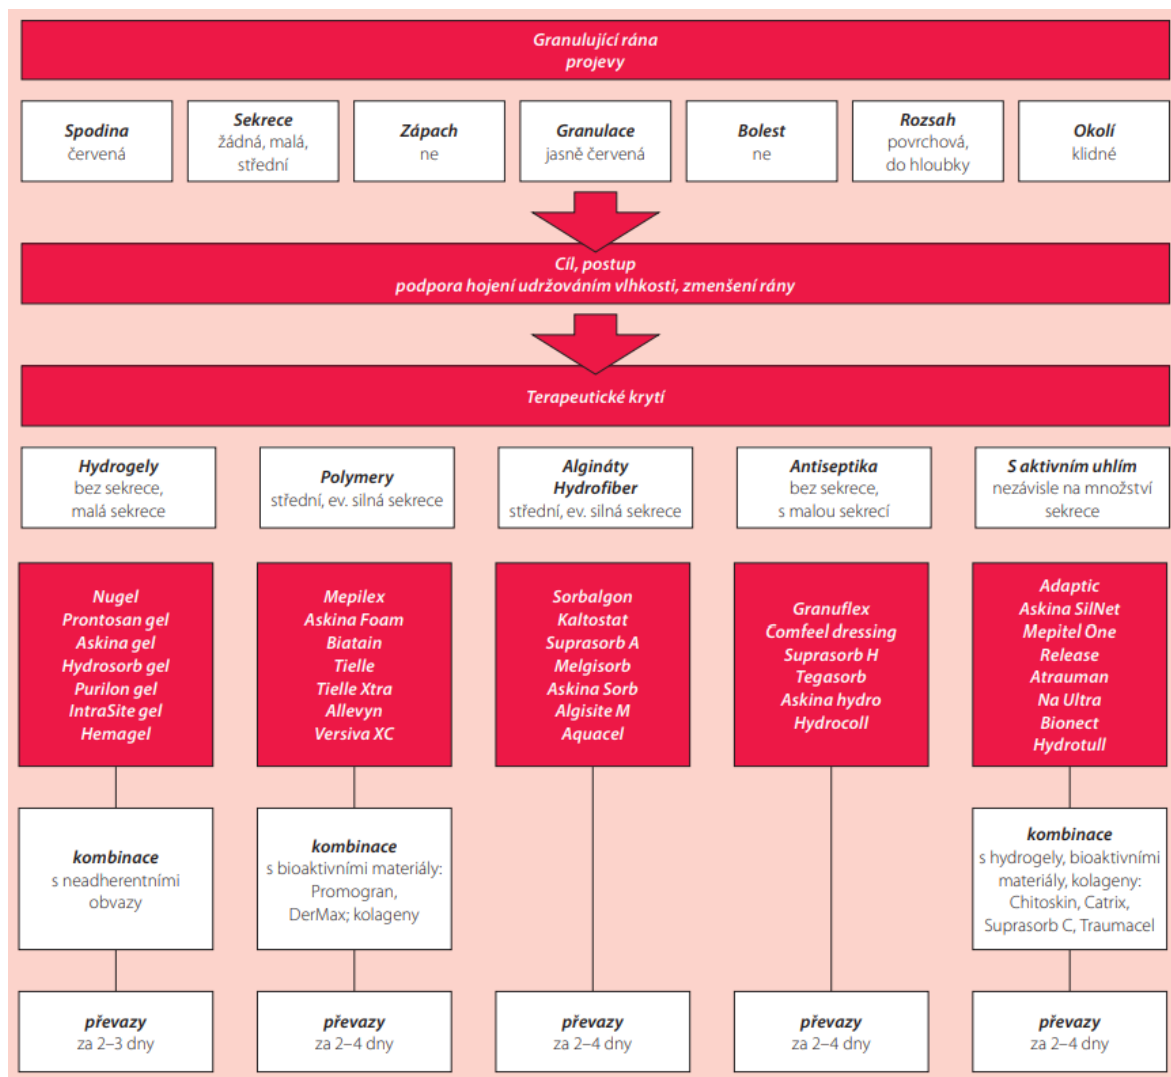 Granulující rána
projevy
Spodina
červená
Sekrece
žádná, malá,
střední
Zápach
ne
Granulace
jasně červená
Bolest
ne
Rozsah
povrchová,
do hloubky
Okolí
klidné
Cíl, postup
podpora hojení udržováním vlhkosti, zmenšení rány
Terapeutické krytí
Hydrogely
bez sekrece,
malá sekrece
Polymery
střední, ev. silná sekrece
Algináty
Hydrofiber
střední, ev. silná sekrece
Antiseptika
bez sekrece,
s malou sekrecí
S aktivním uhlím
nezávisle na množství
sekrece
Nugel
Prontosan gel
Askina gel
Hydrosorb gel
Purilon gel
IntraSite gel
Hemagel
Mepilex
Askina Foam
Biatain
Tielle
Tielle Xtra
Allevyn
Versiva XC
Sorbalgon
Kaltostat
Suprasorb A
Melgisorb
Askina Sorb
Algisite M
Aquacel
Granuflex
Comfeel dressing
Suprasorb H
Tegasorb
Askina hydro
Hydrocoll
Adaptic
Askina SilNet
Mepitel One
Release
Atrauman
Na Ultra
Bionect
Hydrotull
kombinace
s neadherentními
obvazy
kombinace
s bioaktivními materiály:
Promogran,
DerMax; kolageny
kombinace
s hydrogely, bioaktivními
materiály, kolageny:
Chitoskin, Catrix,
Suprasorb C, Traumacel
převazy
za 2–3 dny
převazy
za 2–4 dny
převazy
za 2–4 dny
převazy
za 2–4 dny
převazy
za 2–4 dny